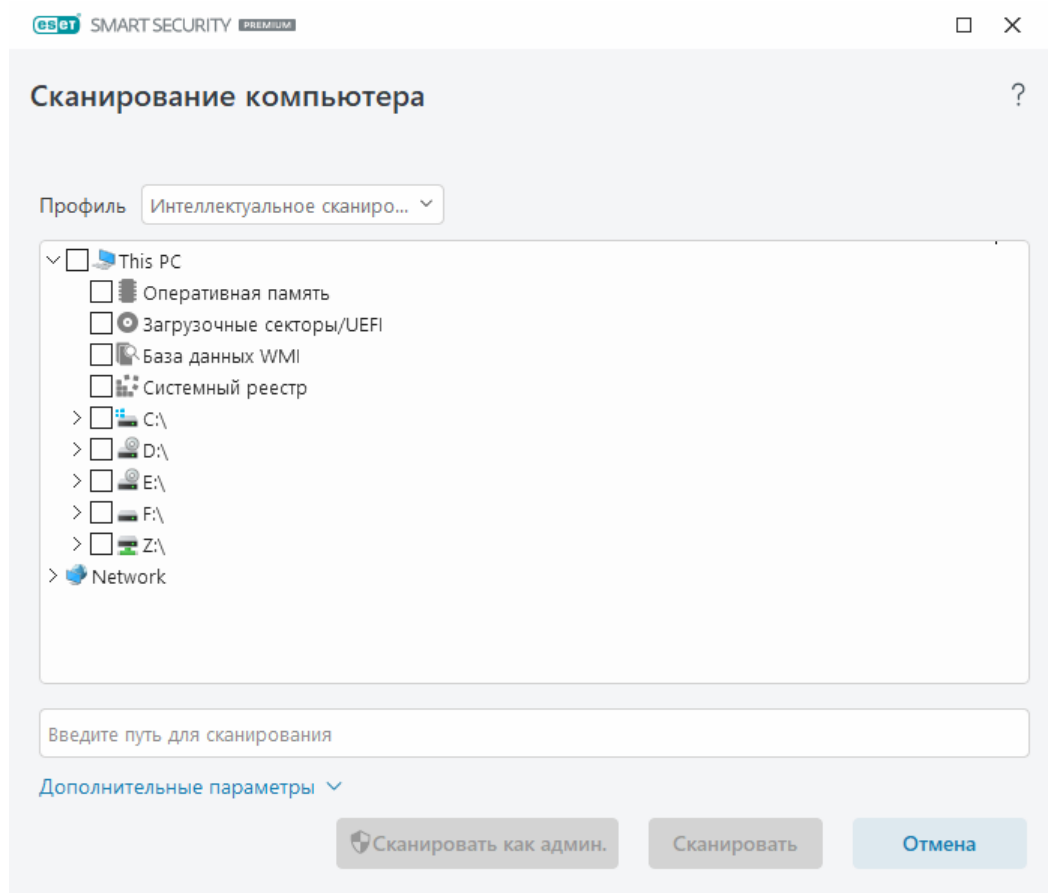 eset SMART SECURITY PREMIUM
Сканирование компьютера
?
Профиль Интеллектуальное сканиро...
This PC
Оперативная память
Загрузочные секторы/UEFI
База данных WMI
Системный реестр
C:\
D:\
E:\
F:\
Z:\
Network
Введите путь для сканирования
Дополнительные параметры
Сканировать как админ. Сканировать Отмена